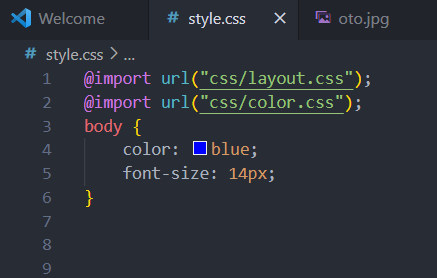 Welcome # style.css oto.jpg
# style.css > ...
1 @import url("css/layout.css");
2 @import url("css/color.css");
3 body {
4 color: blue;
5 font-size: 14px;
6 }
7
8
9